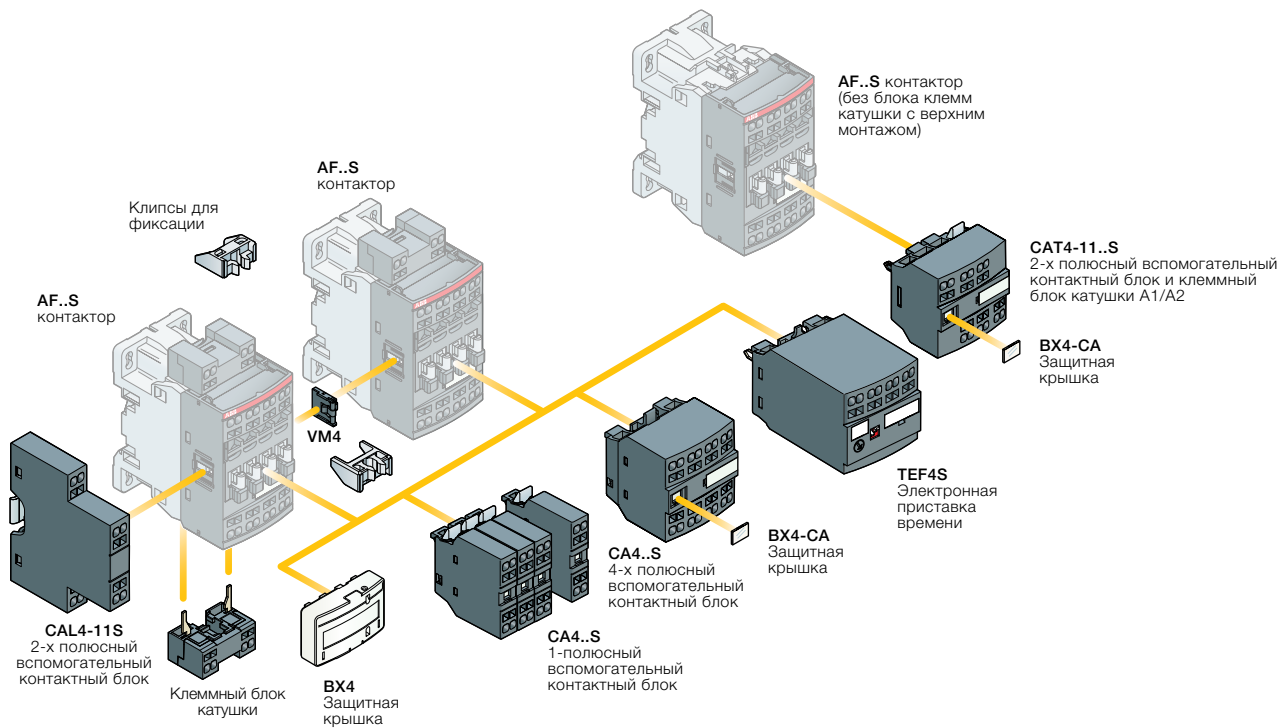 AF..S контактор
(без блока клемм
катушки с верхним
монтажом)
AF..S
контактор
Клипсы для
фиксации
AF..S
контактор
CAT4-11..S
2-х полюсный вспомогательный
контактный блок и клеммный
блок катушки A1/A2
BX4-CA
Защитная
крышка
VM4
TEF4S
Электронная
приставка
времени
BX4-CA
Защитная
крышка
CA4..S
4-х полюсный
вспомогательный
контактный блок
CAL4-11S
2-х полюсный
вспомогательный
контактный блок
Клеммный блок
катушки
BX4
Защитная
крышка
CA4..S
1-полюсный
вспомогательный
контактный блок
ABB
ABB
ABB